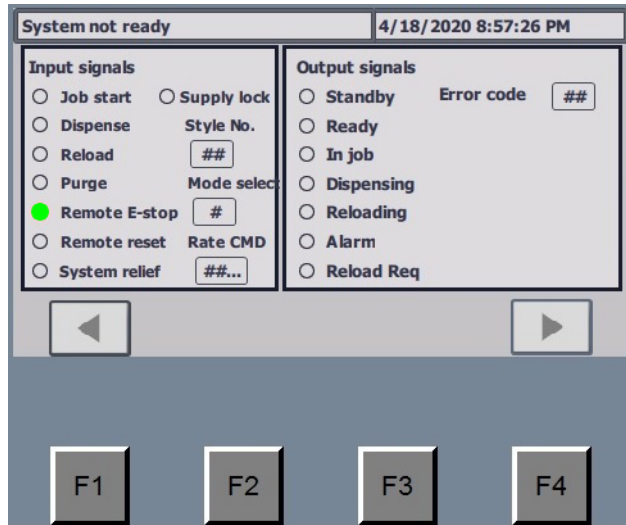 System not ready
4/18/2020 8:57:26 PM
Input signals
Job start
Supply lock
Dispense
Style No.
Reload
##
Purge
Mode selec
Remote E-stop
#
Remote reset
Rate CMD
System relief
##...
Output signals
Standby
Error code
##
Ready
In job
Dispensing
Reloading
Alarm
Reload Req
F1
F2
F3
F4